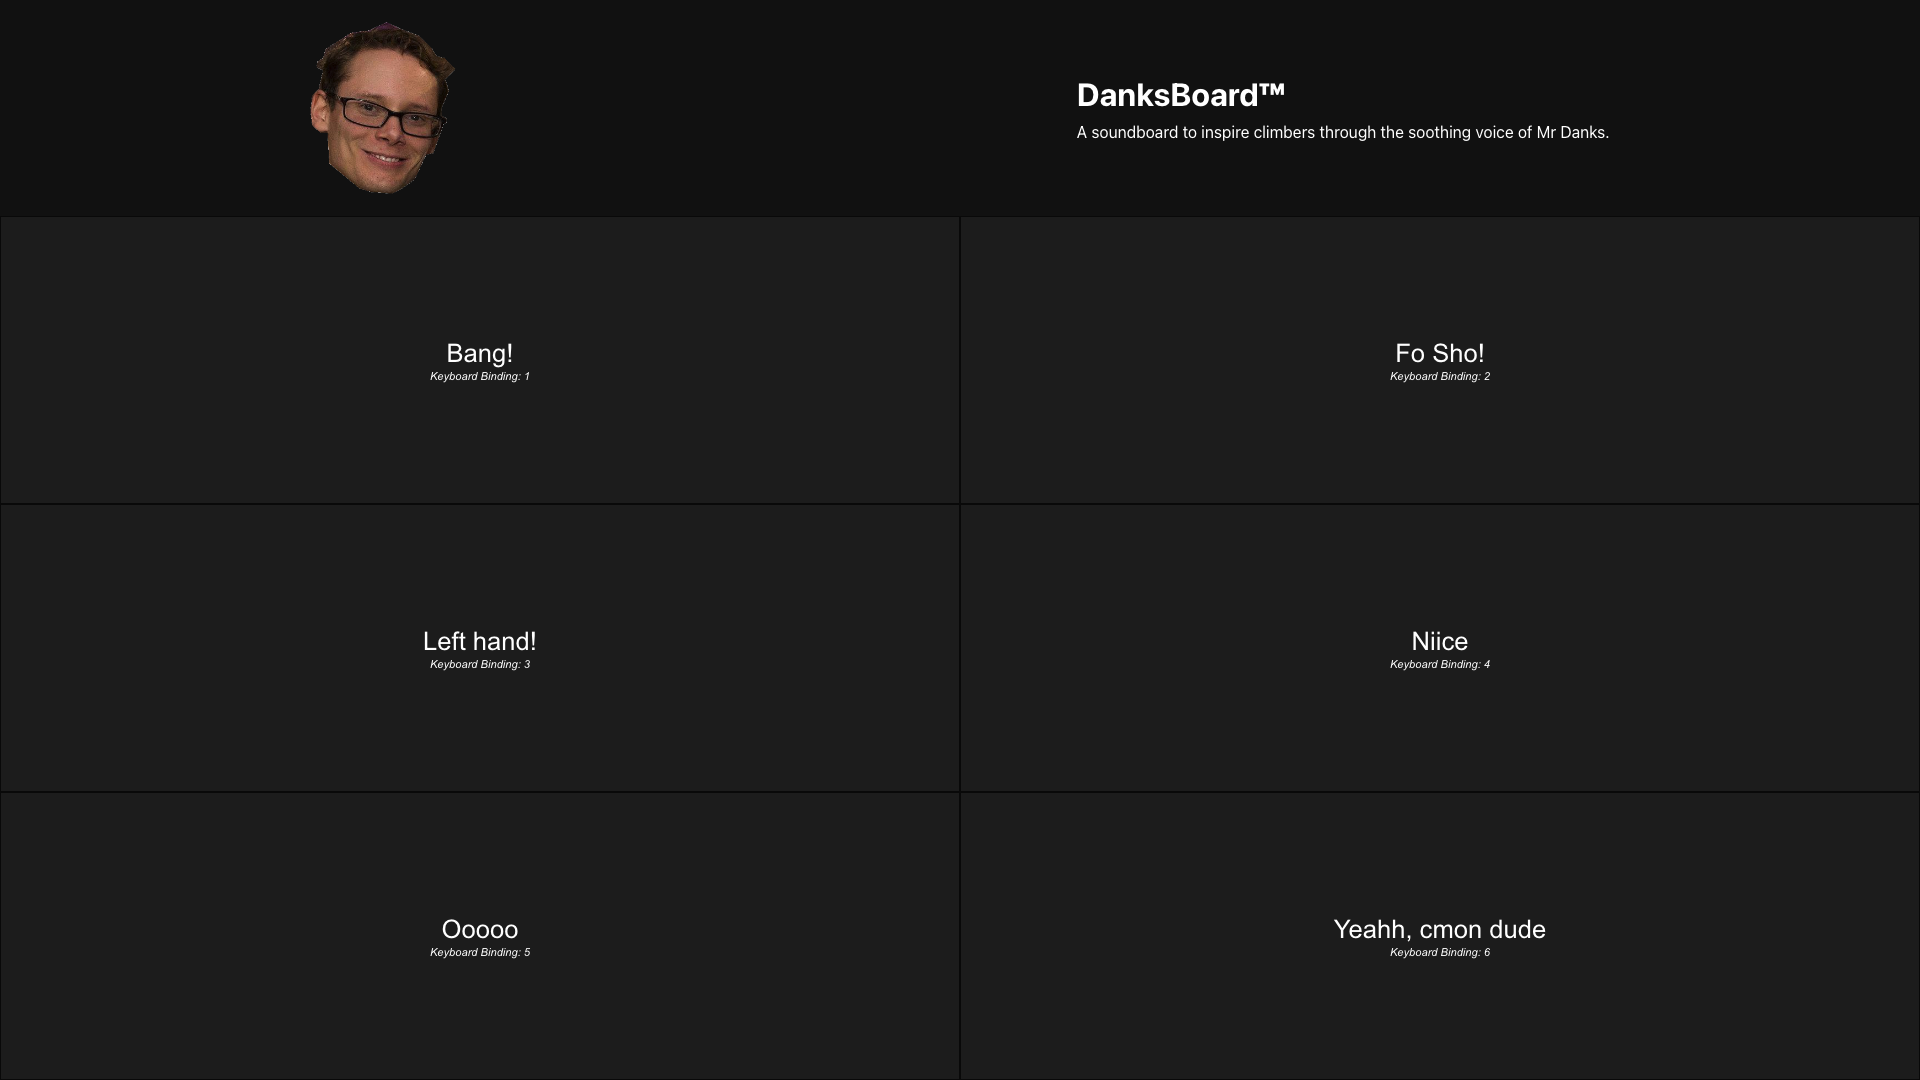 DanksBoard™
A soundboard to inspire climbers through the soothing voice of Mr Danks.
Bang!
Keyboard Binding: 1
Fo Sho!
Keyboard Binding: 2
Left hand!
Keyboard Binding: 3
Niice
Keyboard Binding: 4
Ooooo
Keyboard Binding: 5
Yeahh, cmon dude
Keyboard Binding: 6